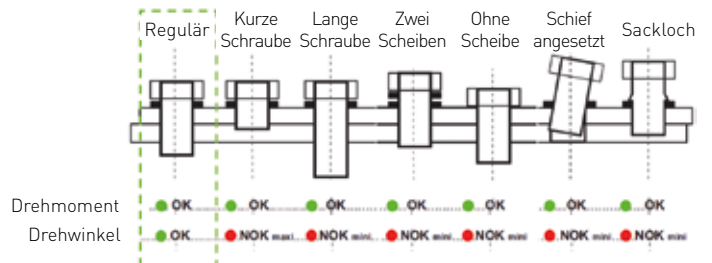 Regulär
Kurze Schraube
Lange Schraube
Zwei Scheiben
Ohne Scheibe
Schief angesetzt
Sackloch
Drehmoment OK OK OK OK OK OK OK
Drehwinkel OK NOK maxi. NOK mini. NOK mini NOK mini NOK mini. NOK mini